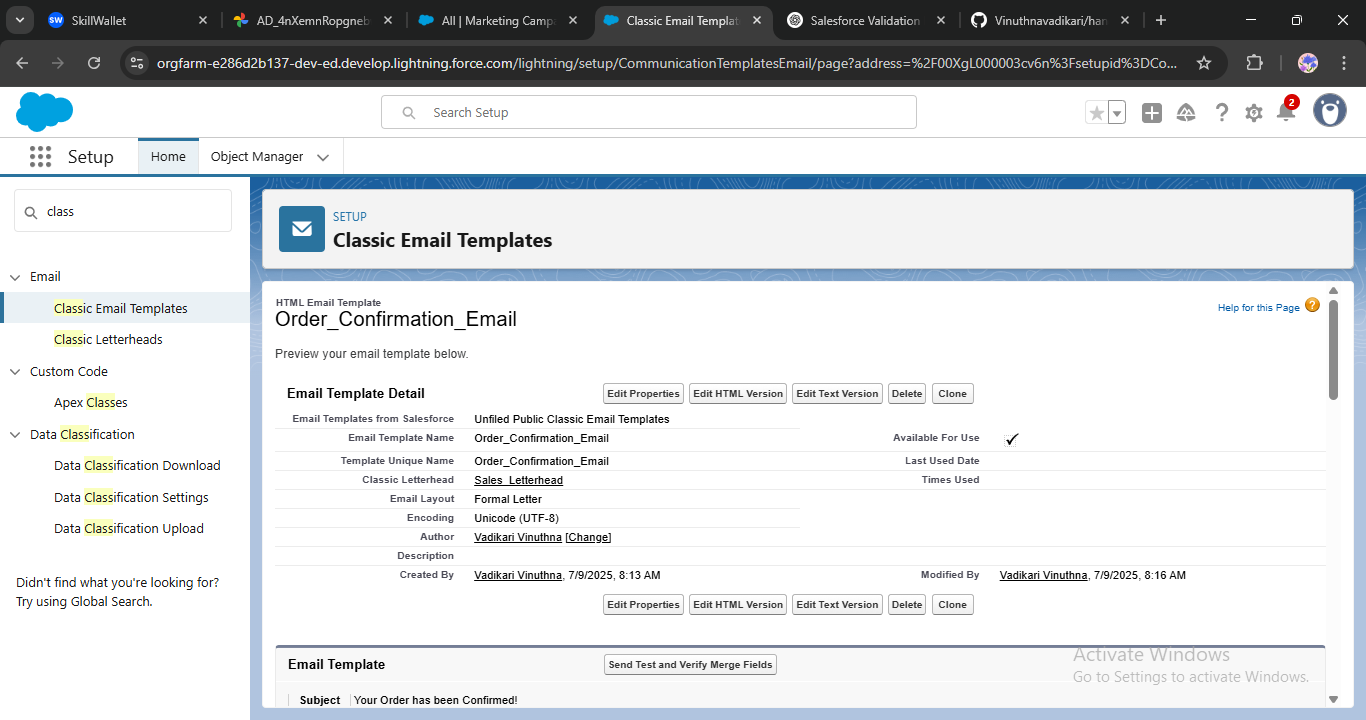 SkillWallet
AD_4nXemnRopgneb
All | Marketing Camp
Classic Email Templat
Salesforce Validation
Vinuthnavadikari/han
orgfarm-e286d2b137-dev-ed.develop.lightning.force.com/lightning/setup/CommunicationTemplatesEmail/page?address=%2F00XgL000003cv6n%3Fsetupid%3DCo...
Search Setup
2
Setup
Home
Object Manager
class
Email
Classic Email Templates
Classic Letterheads
Custom Code
Apex Classes
Data Classification
Data Classification Download
Data Classification Settings
Data Classification Upload
Didn't find what you're looking for?
Try using Global Search.
SETUP
Classic Email Templates
HTML Email Template
Order_Confirmation_Email
Help for this Page
Preview your email template below.
Email Template Detail
Edit Properties Edit HTML Version Edit Text Version Delete Clone
Email Templates from Salesforce Unfiled Public Classic Email Templates
Email Template Name Order_Confirmation_Email Available For Use
Template Unique Name Order_Confirmation_Email Last Used Date
Classic Letterhead Sales_Letterhead Times Used
Email Layout Formal Letter
Encoding Unicode (UTF-8)
Author Vadikari Vinuthna [Change]
Description
Created By Vadikari Vinuthna, 7/9/2025, 8:13 AM Modified By Vadikari Vinuthna, 7/9/2025, 8:16 AM
Edit Properties Edit HTML Version Edit Text Version Delete Clone
Email Template
Send Test and Verify Merge Fields
Subject Your Order has been Confirmed!
Activate Windows
Go to Settings to activate Windows.